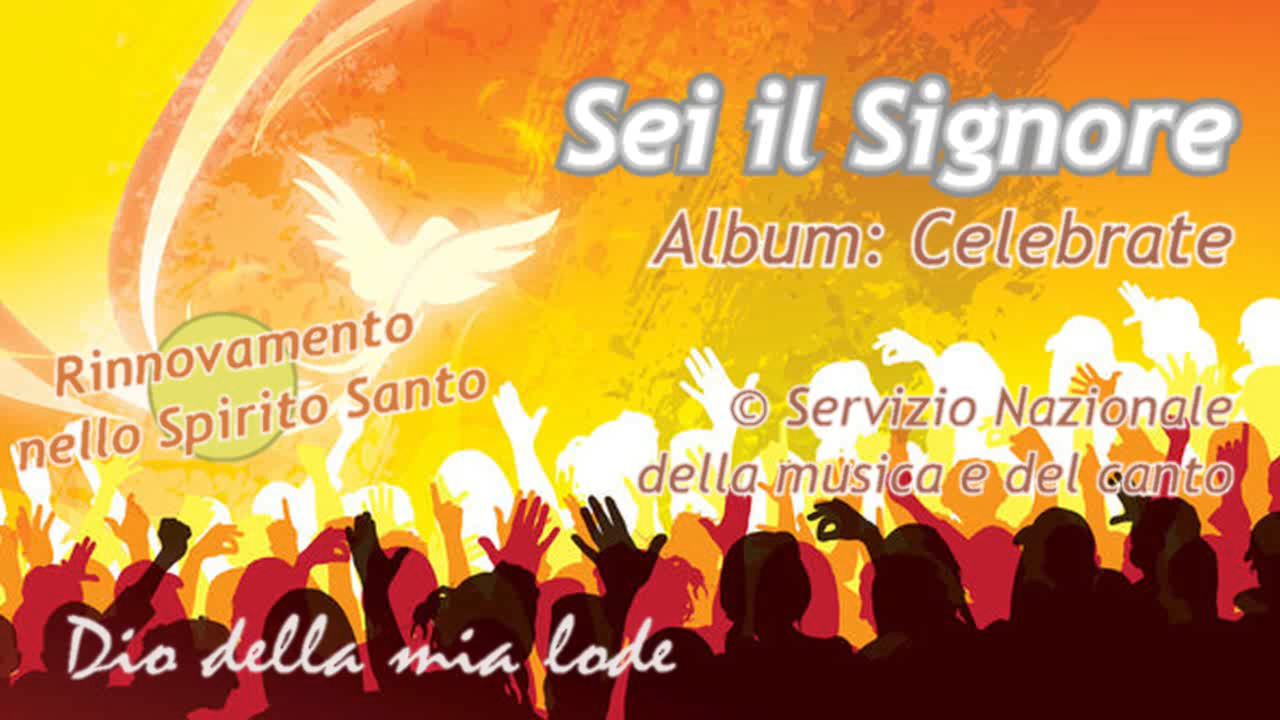 Sei il Signore
Album: Celebrate
Rinnovamento
nello Spirito Santo
© Servizio Nazionale
della musica e del canto
Dio della mia lode